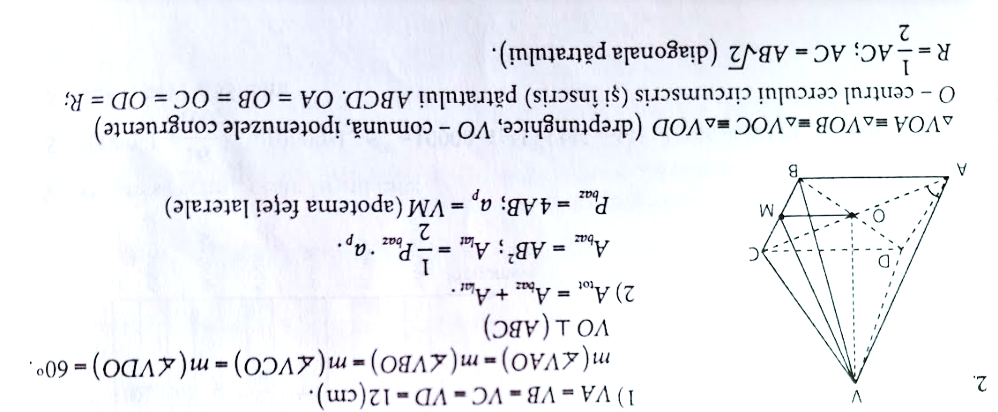 2.
1) VA = VB = VC = VD = 12(cm).
m(∢VAO) = m(∢VBO) = m(∢VCO) = m(∢VDO) = 60°.
VO ⊥ (ABC)
2) A_tot = A_baz + A_lat.
A_baz = AB²; A_lat = 1/2 P_baz · a_p.
P_baz = 4AB; a_p = VM (apotema feţei laterale)
V
D
C
O
M
A
B
△VOA ≡ △VOB ≡ △VOC ≡ △VOD (dreptunghice, VO – comună, ipotenuzele congruente)
O – centrul cercului circumscris (şi înscris) pătratului ABCD. OA = OB = OC = OD = R;
R = 1/2 AC; AC = AB√2 (diagonala pătratului).